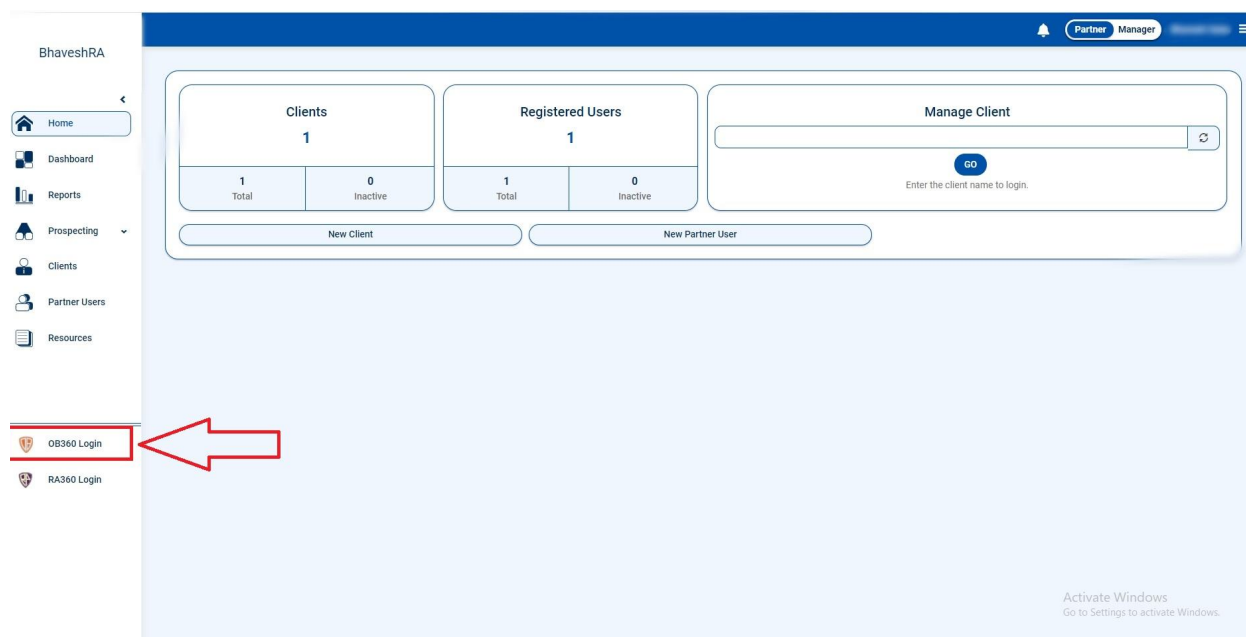 BhaveshRA
Partner Manager
Home
Dashboard
Reports
Prospecting
Clients
Partner Users
Resources
OB360 Login
RA360 Login
Clients
1
1
Total
0
Inactive
Registered Users
1
1
Total
0
Inactive
Manage Client
GO
Enter the client name to login.
New Client
New Partner User
Activate Windows
Go to Settings to activate Windows.